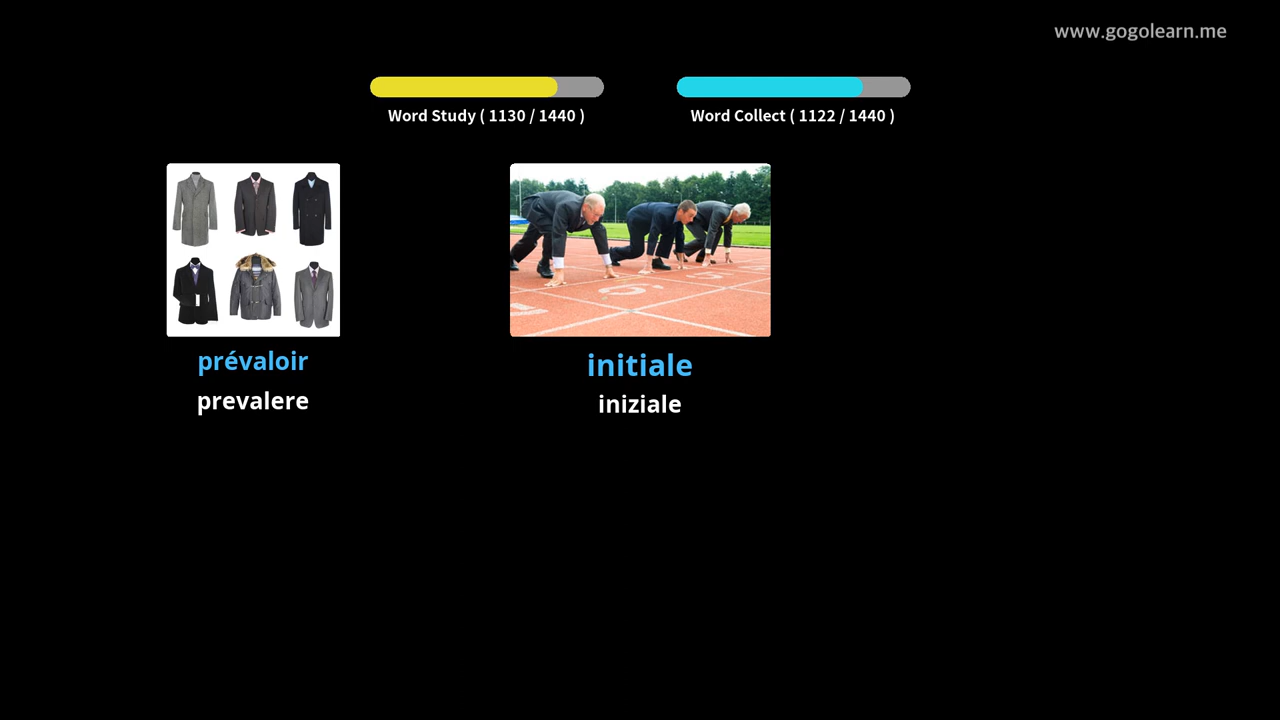 www.gogolearn.me
Word Study ( 1130 / 1440 )
Word Collect ( 1122 / 1440 )
prévaloir
prevalere
initiale
iniziale